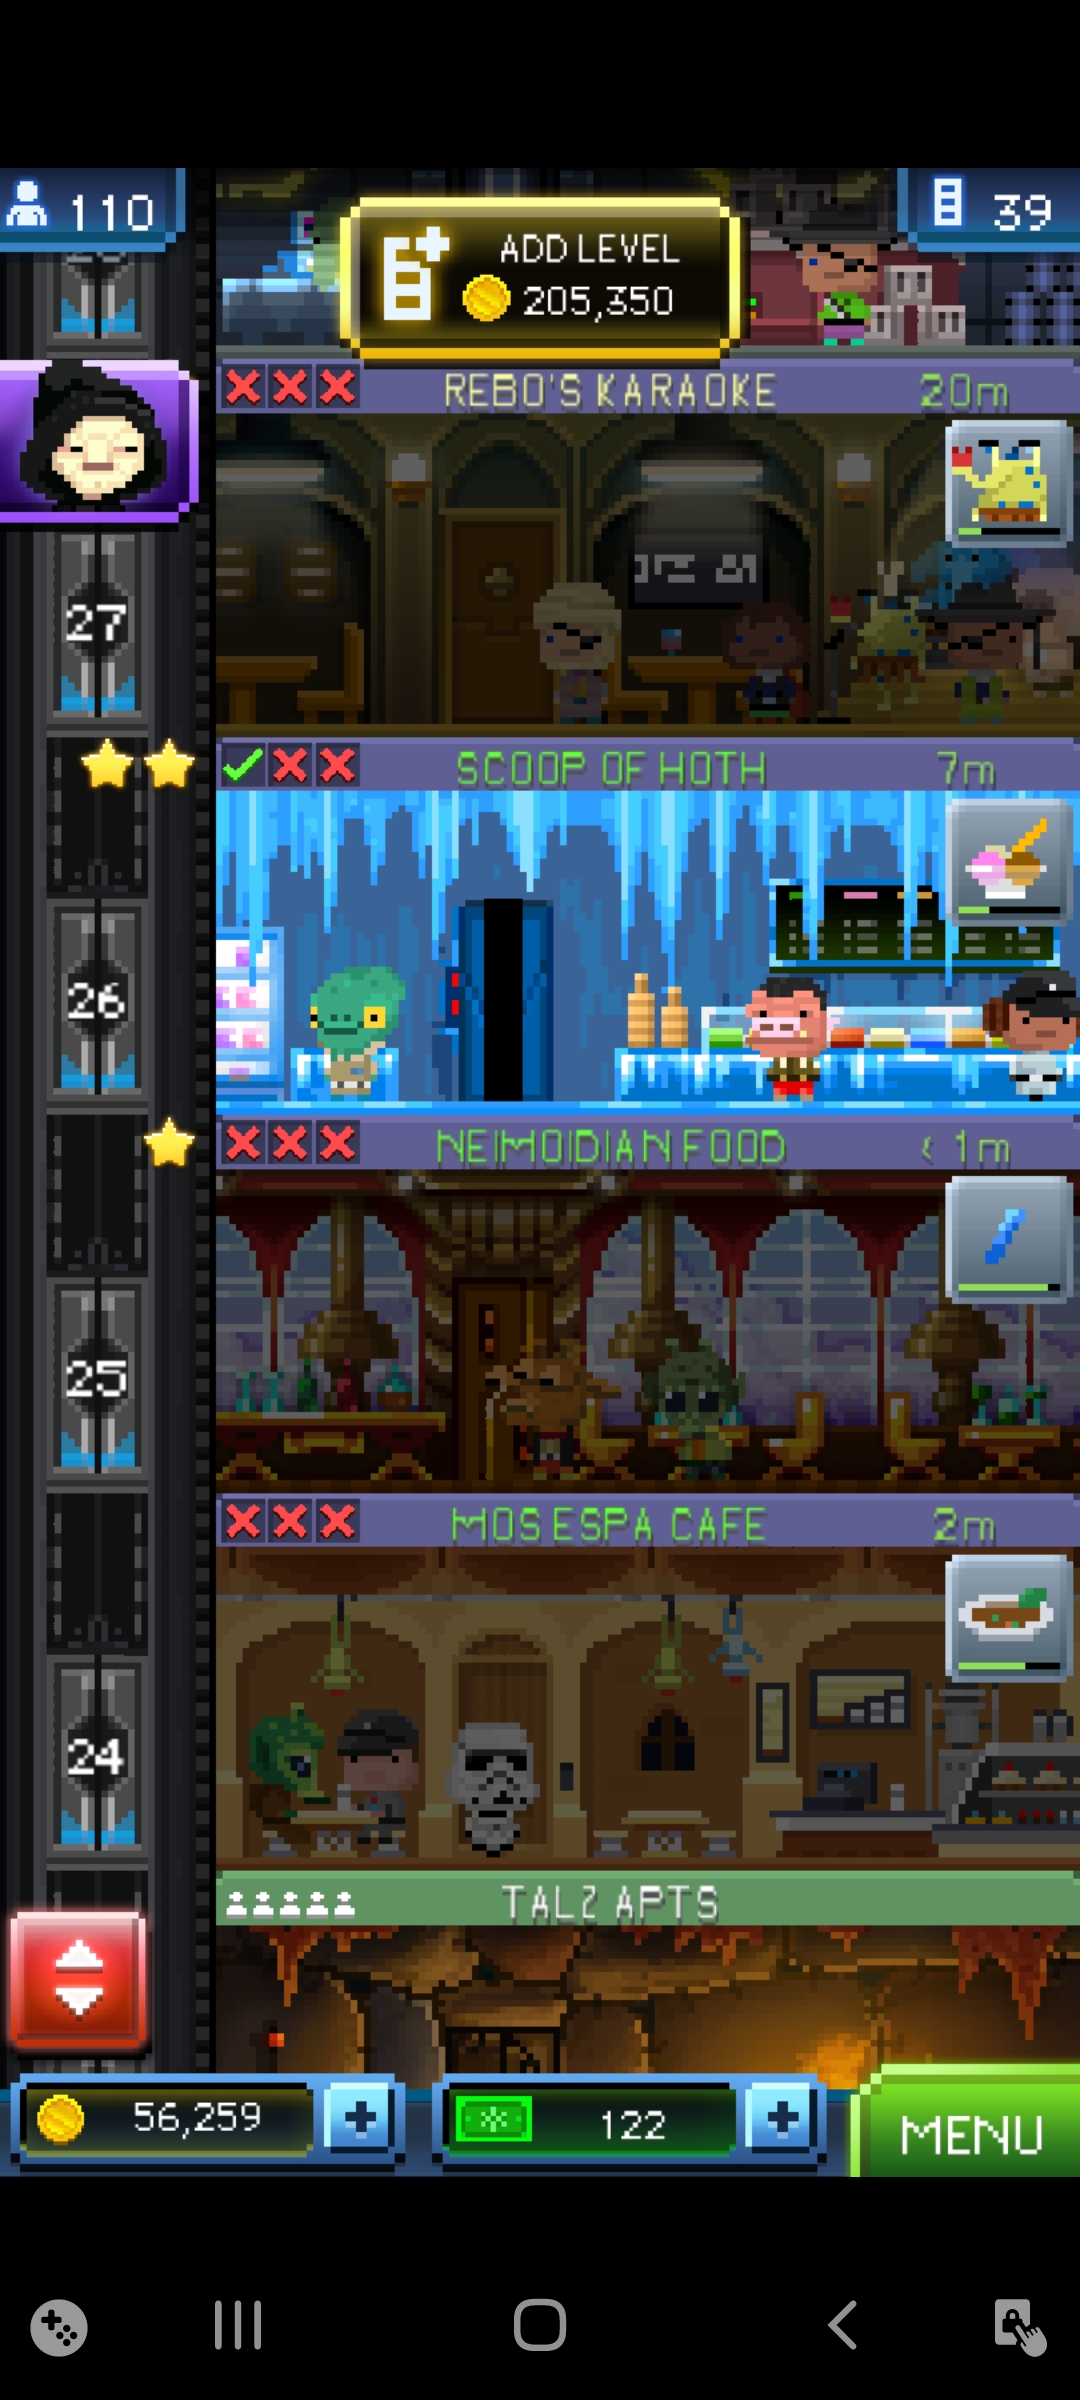 110
39
ADD LEVEL
205,350
REBO'S KARAOKE 20m
27
SCOOP OF HOTH 7m
26
NEIMOIDIAN FOOD < 1m
25
MOS ESPA CAFE 2m
24
TALZ APTS
56,259
122
MENU